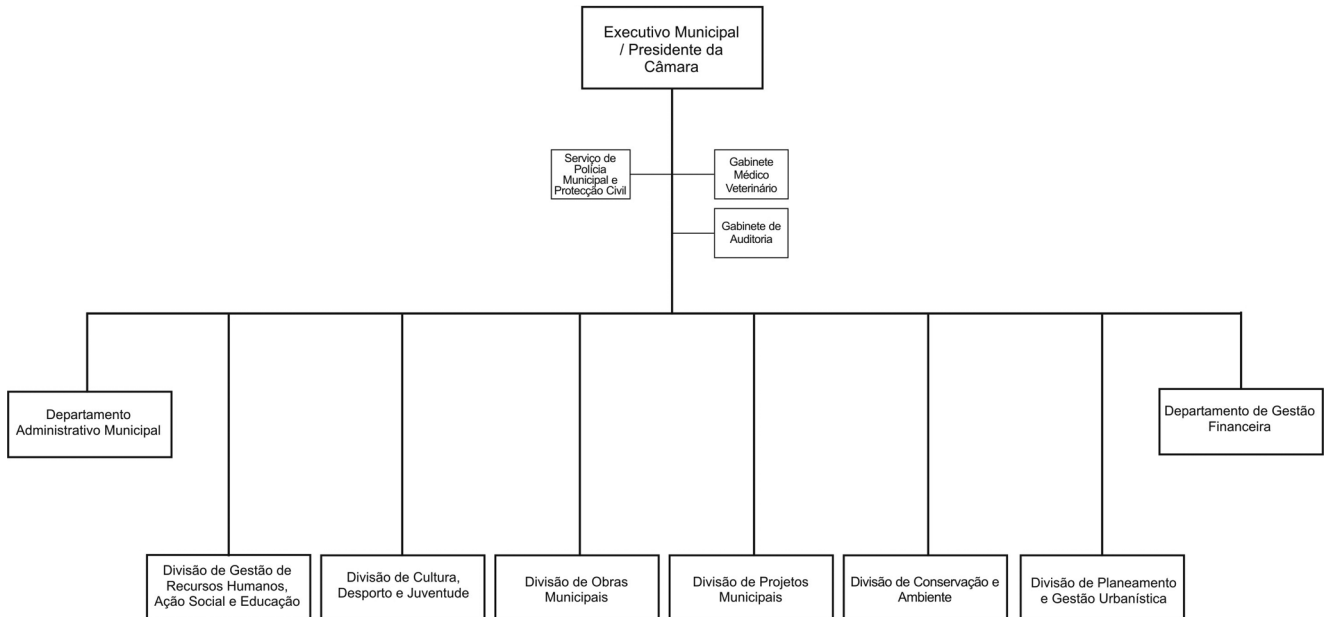 Executivo Municipal
/ Presidente da
Câmara
Serviço de
Polícia
Municipal e
Protecção Civil
Gabinete
Médico
Veterinário
Gabinete de
Auditoria
Departamento
Administrativo Municipal
Departamento de Gestão
Financeira
Divisão de Gestão de
Recursos Humanos,
Ação Social e Educação
Divisão de Cultura,
Desporto e Juventude
Divisão de Obras
Municipais
Divisão de Projetos
Municipais
Divisão de Conservação e
Ambiente
Divisão de Planeamento
e Gestão Urbanística